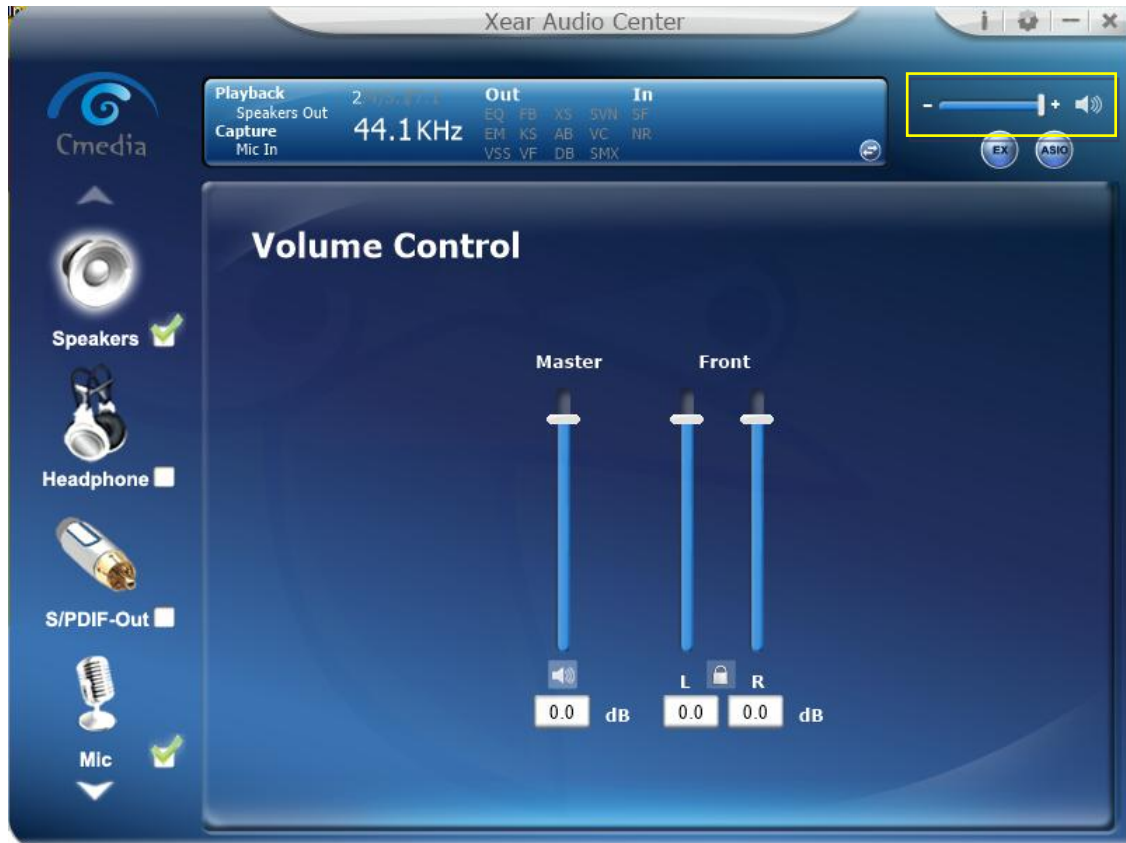 Xear Audio Center
i
Cmedia
Playback
Speakers Out
Capture
Mic In
2
44.1KHz
Out In
EQ FB XS SVN SF
EM KS AB VC NR
VSS VF DB SMX
- +
EX ASIO
Volume Control
Speakers
Headphone
S/PDIF-Out
Mic
Master Front
L R
0.0 dB 0.0 0.0 dB